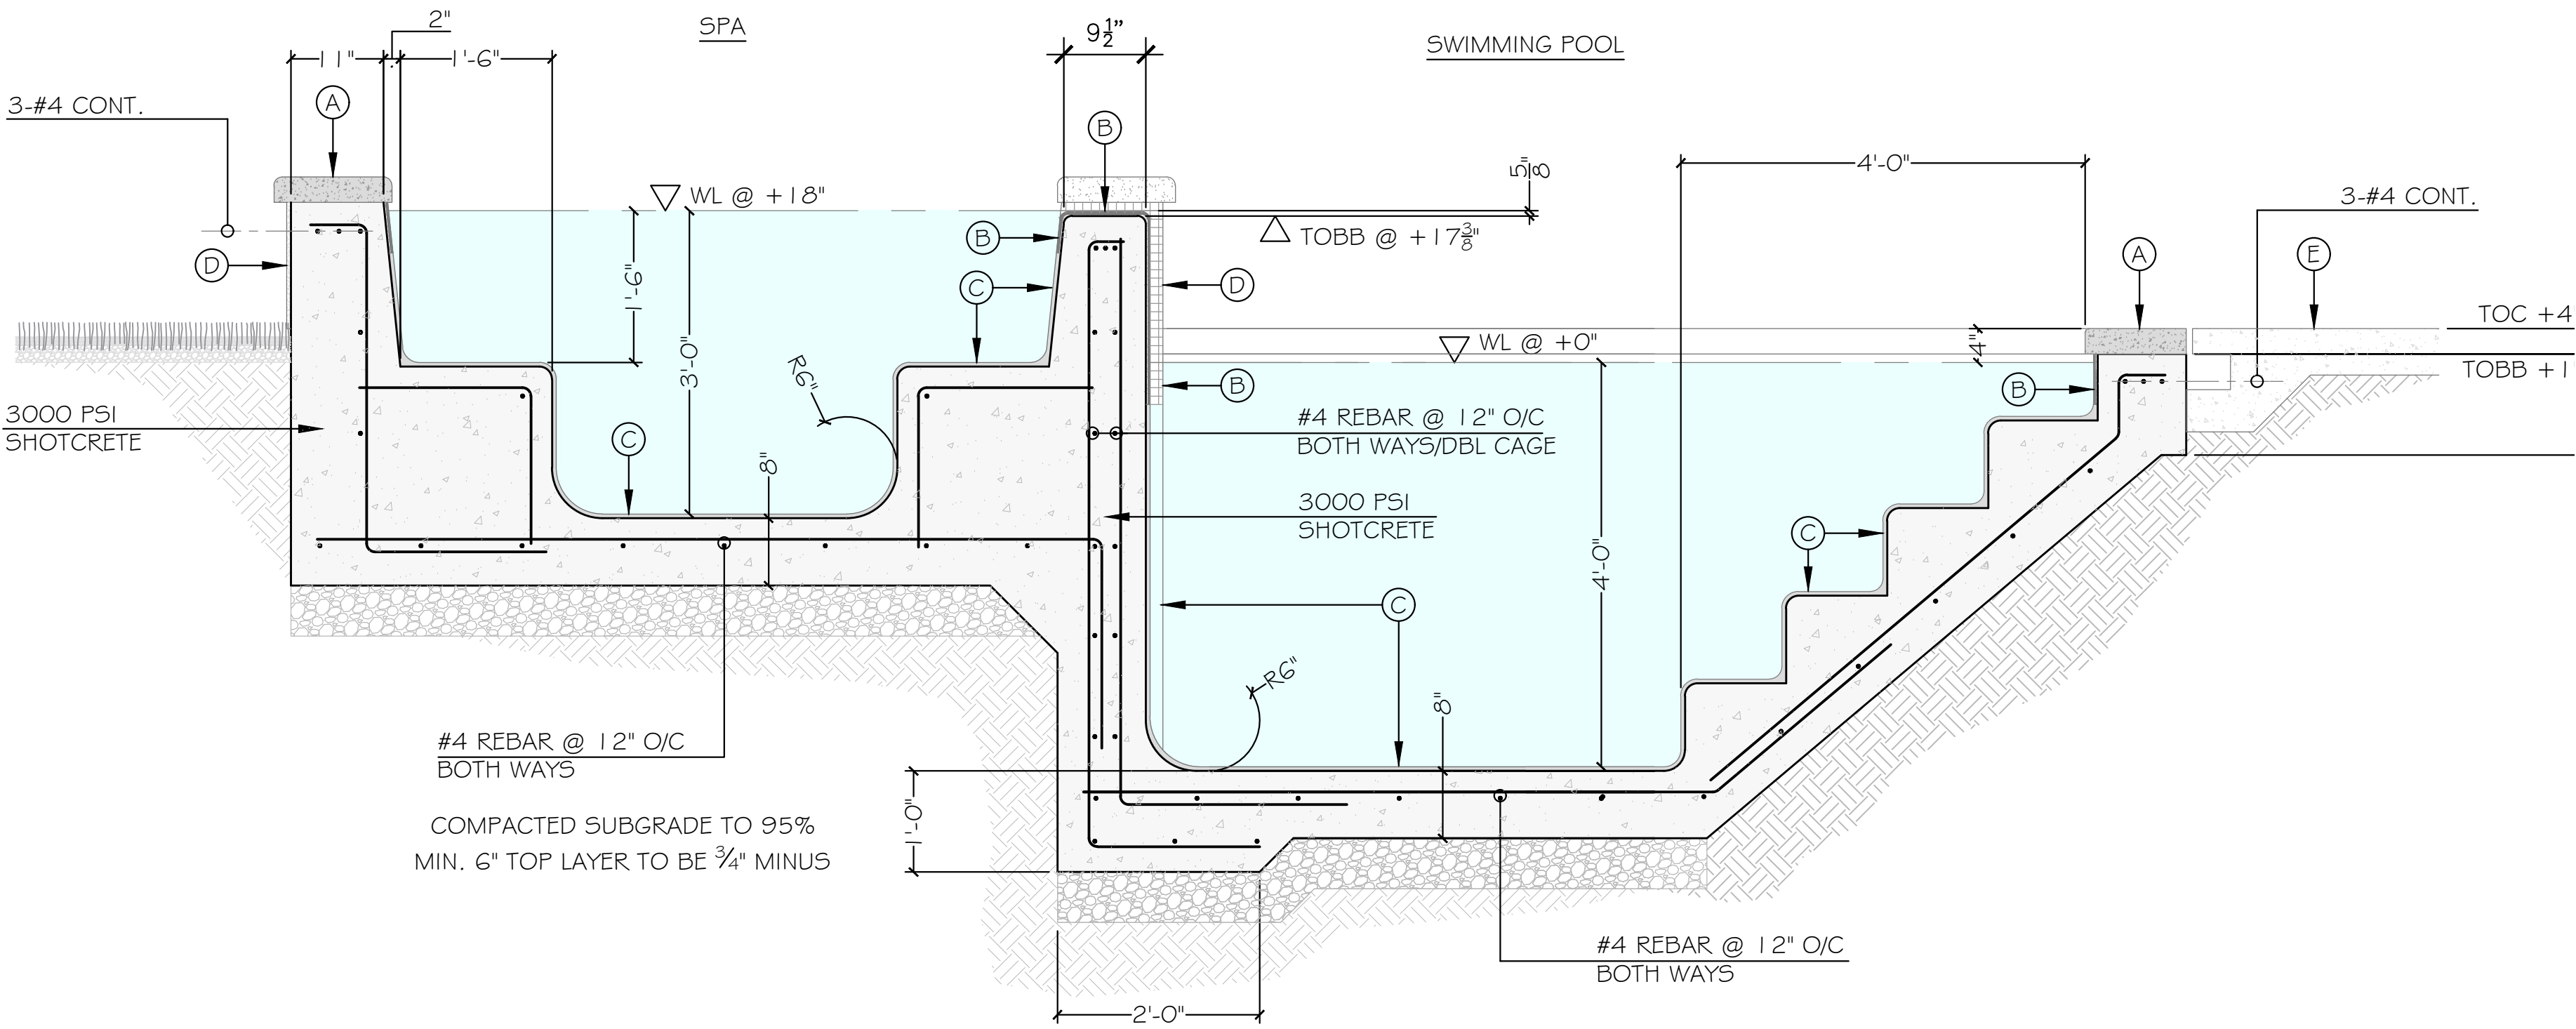 SPA
SWIMMING POOL
2"
11"
1'-6"
9½"
A
B
3-#4 CONT.
WL @ +18"
5/8"
TOBB @ +17⅜"
4'-0"
3-#4 CONT.
A
E
B
C
D
D
1'-6"
3'-0"
R6"
WL @ +0"
4"
TOC +4
TOBB +1
B
B
3000 PSI
SHOTCRETE
C
8"
#4 REBAR @ 12" O/C
BOTH WAYS/DBL CAGE
3000 PSI
SHOTCRETE
4'-0"
C
C
R6"
8"
#4 REBAR @ 12" O/C
BOTH WAYS
COMPACTED SUBGRADE TO 95%
MIN. 6" TOP LAYER TO BE ¾" MINUS
1'-0"
#4 REBAR @ 12" O/C
BOTH WAYS
2'-0"